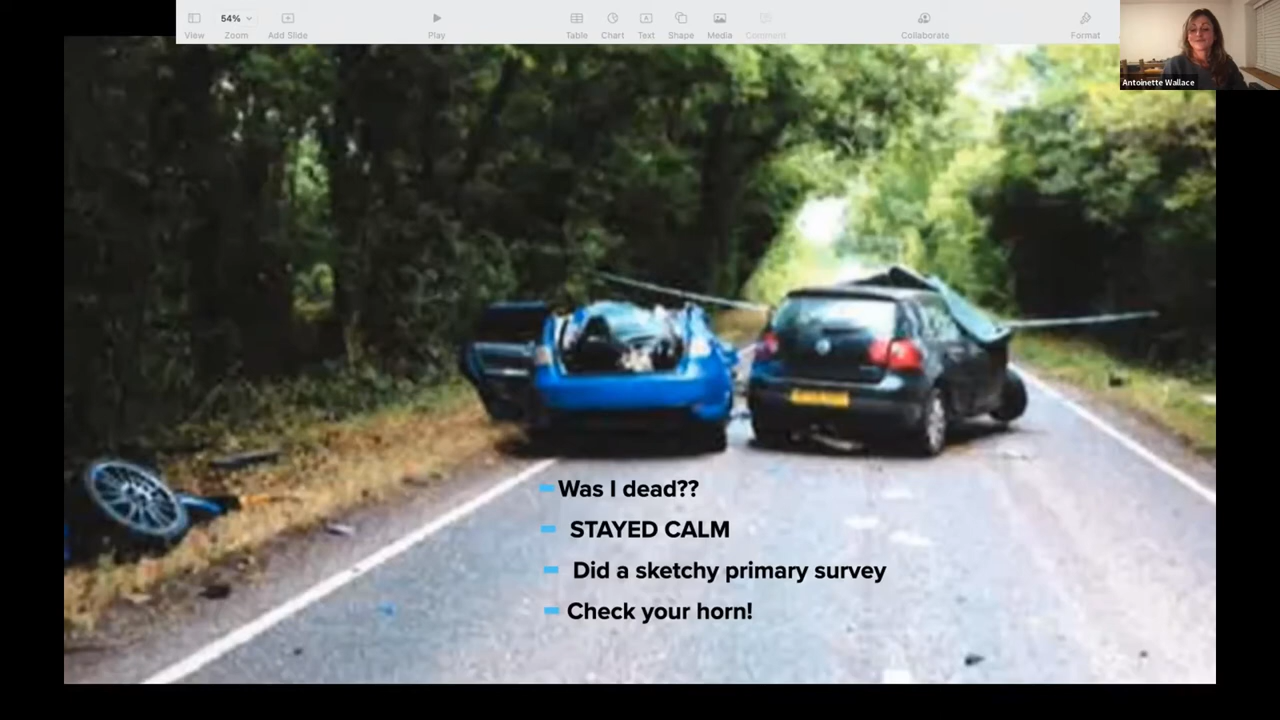 54%
View
Zoom
Add Slide
Play
Table
Chart
Text
Shape
Media
Comment
Collaborate
Format
Antoinette Wallace
Was I dead??
STAYED CALM
Did a sketchy primary survey
Check your horn!